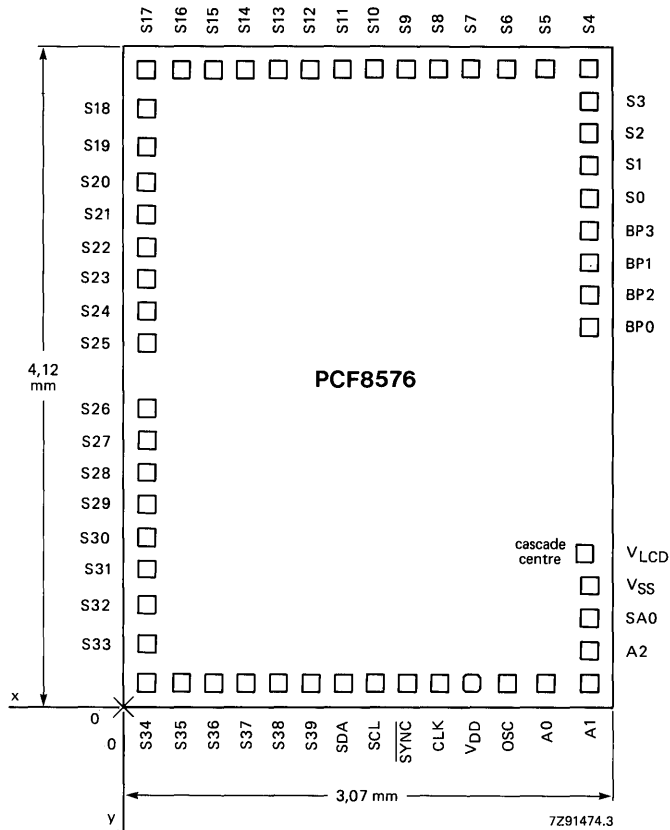 S17 S16 S15 S14 S13 S12 S11 S10 S9 S8 S7 S6 S5 S4
S18 S3
S19 S2
S20 S1
S21 S0
S22 BP3
S23 BP1
S24 BP2
S25 BP0
4,12
mm
PCF8576
S26
S27
S28
S29
S30
cascade
centre
VLCD
S31 VSS
S32 SA0
S33 A2
x
0
0
S34 S35 S36 S37 S38 S39 SDA SCL SYNC CLK VDD OSC A0 A1
3,07 mm
y
7Z91474.3